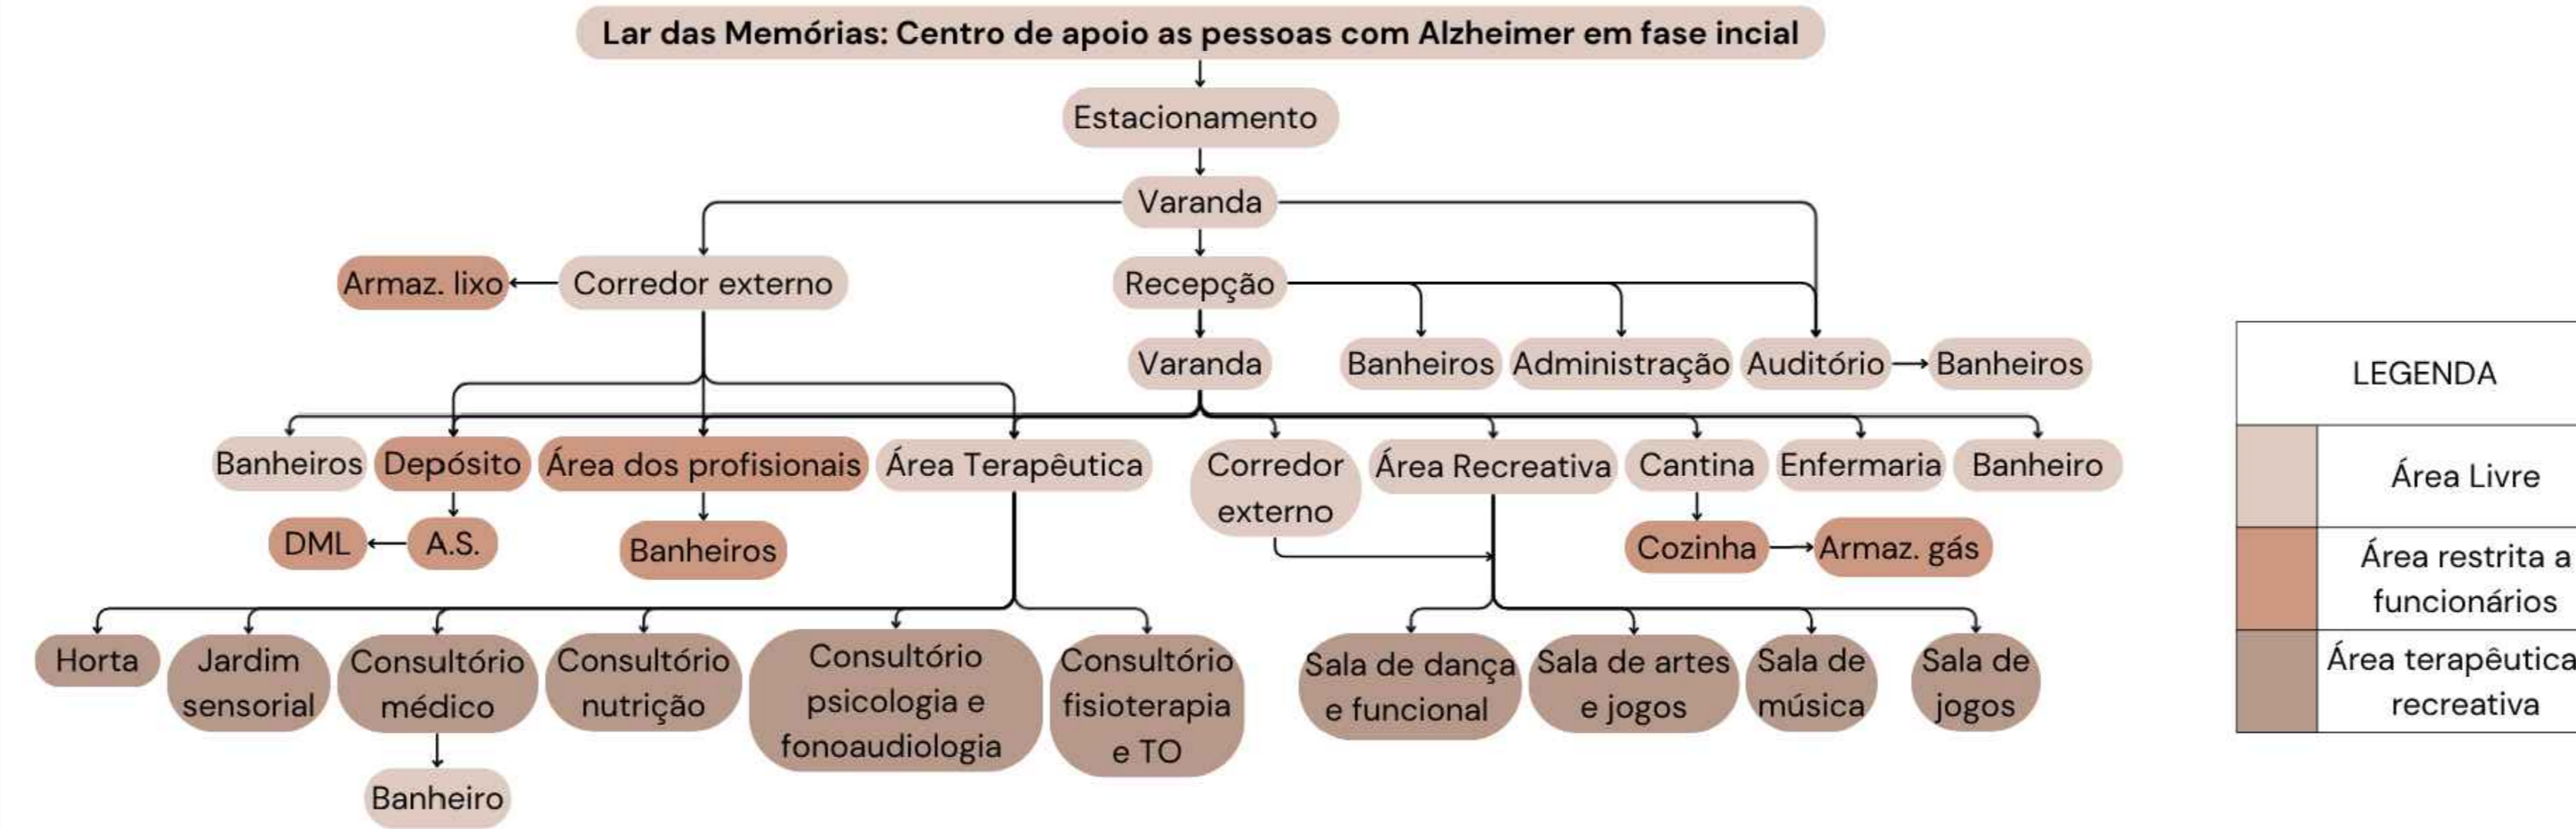 Lar das Memórias: Centro de apoio as pessoas com Alzheimer em fase incial
Estacionamento
Varanda
Armaz. lixo
Corredor externo
Recepção
Varanda
Banheiros
Administração
Auditório
Banheiros
Banheiros
Depósito
Área dos profisionais
Área Terapêutica
Corredor
externo
Área Recreativa
Cantina
Enfermaria
Banheiro
DML
A.S.
Banheiros
Cozinha
Armaz. gás
Horta
Jardim
sensorial
Consultório
médico
Consultório
nutrição
Consultório
psicologia e
fonoaudiologia
Consultório
fisioterapia
e TO
Sala de dança
e funcional
Sala de artes
e jogos
Sala de
música
Sala de
jogos
Banheiro
LEGENDA
Área Livre
Área restrita a
funcionários
Área terapêutica
recreativa